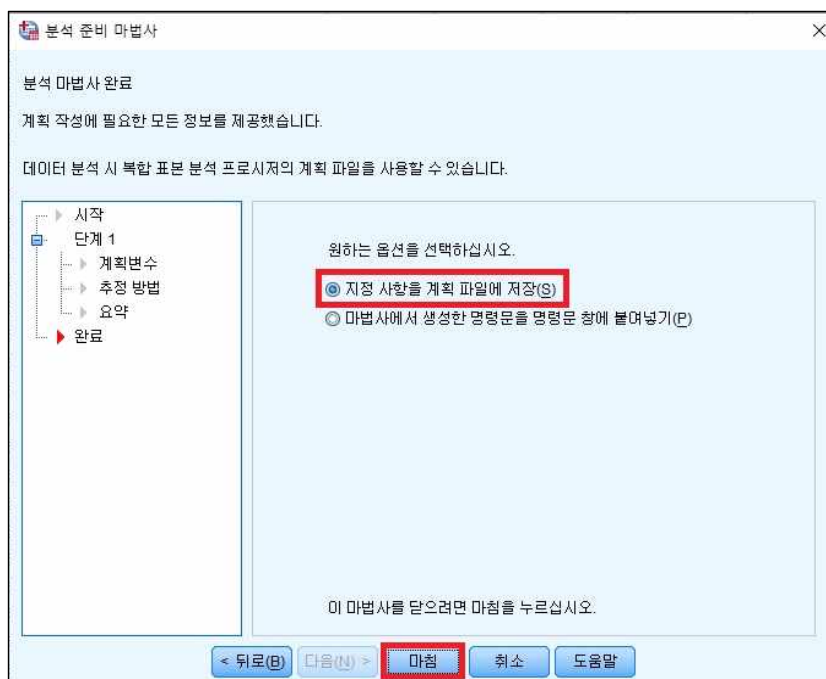 분석 준비 마법사
분석 마법사 완료
계획 작성에 필요한 모든 정보를 제공했습니다.
데이터 분석 시 복합 표본 분석 프로시저의 계획 파일을 사용할 수 있습니다.
시작
단계 1
계획변수
추정 방법
요약
완료
원하는 옵션을 선택하십시오.
지정 사항을 계획 파일에 저장(S)
마법사에서 생성한 명령문을 명령문 창에 붙여넣기(P)
이 마법사를 닫으려면 마침을 누르십시오.
< 뒤로(B) 다음(N) > 마침 취소 도움말